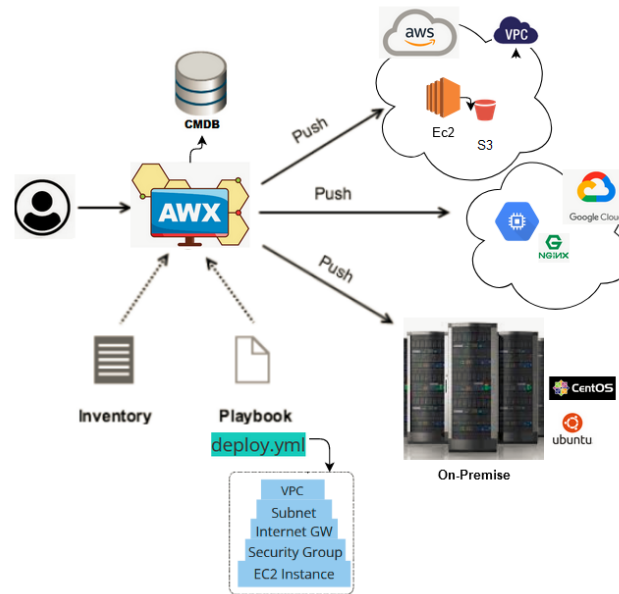 aws
VPC
CMDB
Push
Ec2
S3
AWX
Push
Google Cloud
NGINX
Push
Inventory
Playbook
deploy.yml
CentOS
ubuntu
On-Premise
VPC
Subnet
Internet GW
Security Group
EC2 Instance